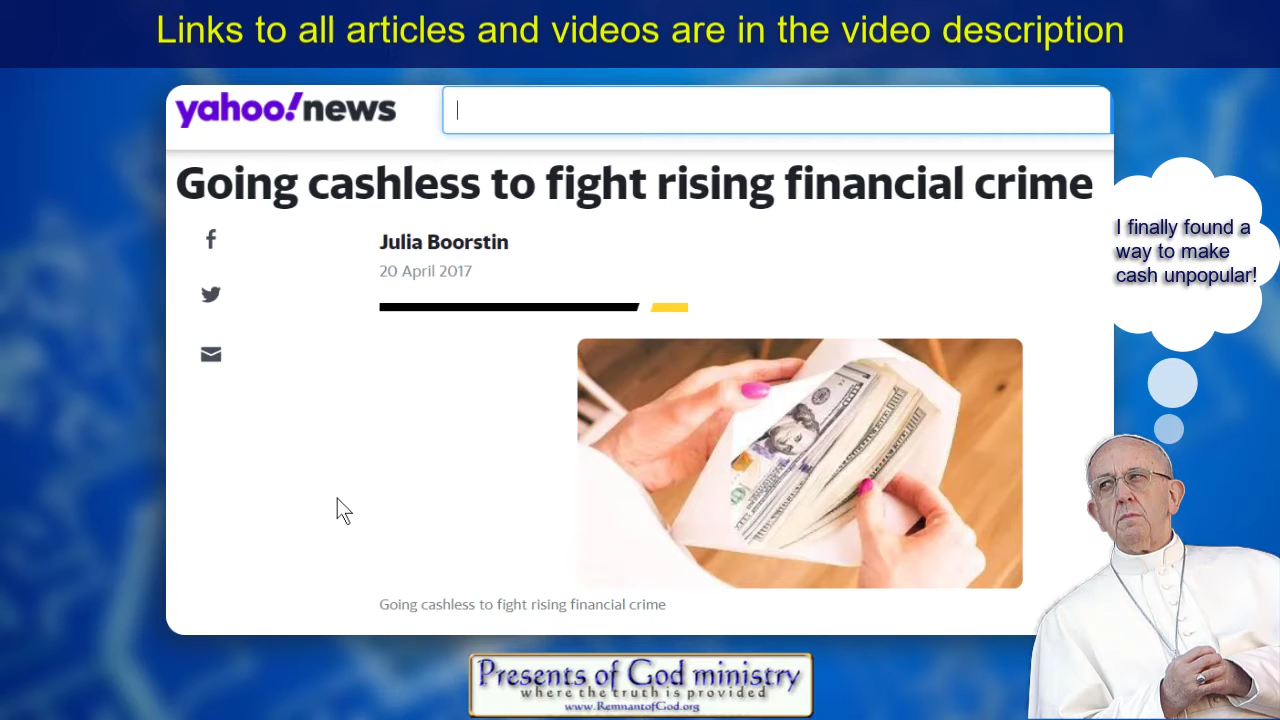 Links to all articles and videos are in the video description
yahoo!news
Going cashless to fight rising financial crime
Julia Boorstin
20 April 2017
I finally found a
way to make
cash unpopular!
Going cashless to fight rising financial crime
Presents of God ministry
where the truth is provided
www.RemnantofGod.org